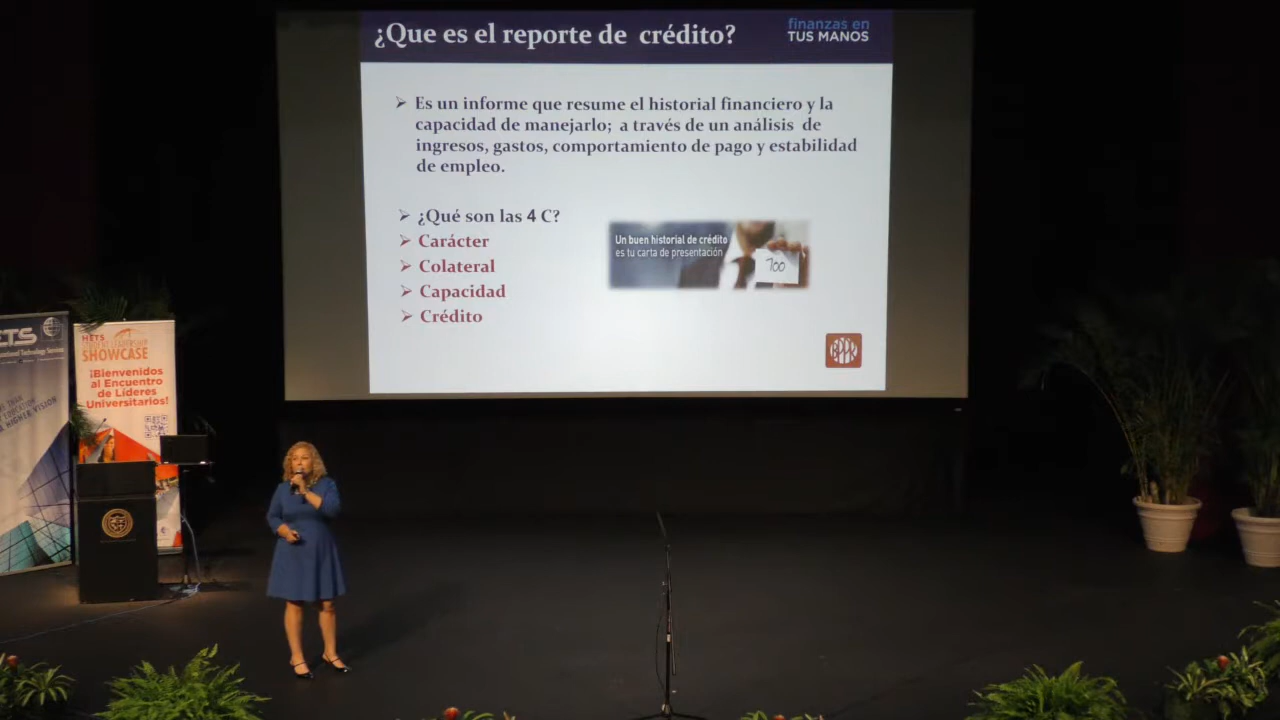 ¿Que es el reporte de crédito?
finanzas en
TUS MANOS
➢ Es un informe que resume el historial financiero y la
capacidad de manejarlo; a través de un análisis de
ingresos, gastos, comportamiento de pago y estabilidad
de empleo.
➢ ¿Qué son las 4 C?
➢ Carácter
➢ Colateral
➢ Capacidad
➢ Crédito
Un buen historial de crédito
es tu carta de presentación
700
HETS
SHOWCASE
¡Bienvenidos
al Encuentro
de Líderes
Universitarios!